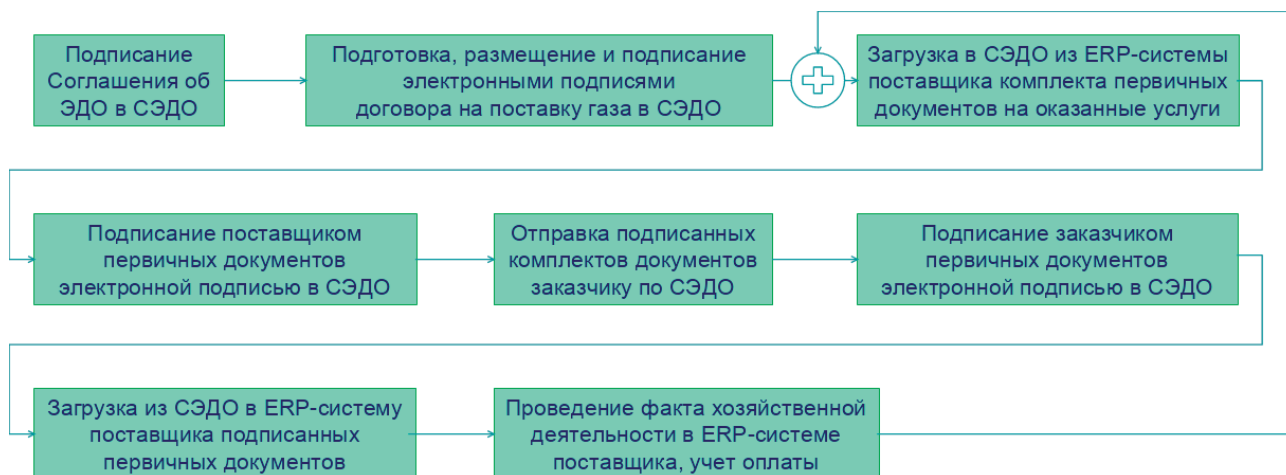 Подписание
Соглашения об
ЭДО в СЭДО
Подготовка, размещение и подписание
электронными подписями
договора на поставку газа в СЭДО
Загрузка в СЭДО из ERP-системы
поставщика комплекта первичных
документов на оказанные услуги
Подписание поставщиком
первичных документов
электронной подписью в СЭДО
Отправка подписанных
комплектов документов
заказчику по СЭДО
Подписание заказчиком
первичных документов
электронной подписью в СЭДО
Загрузка из СЭДО в ERP-систему
поставщика подписанных
первичных документов
Проведение факта хозяйственной
деятельности в ERP-системе
поставщика, учет оплаты